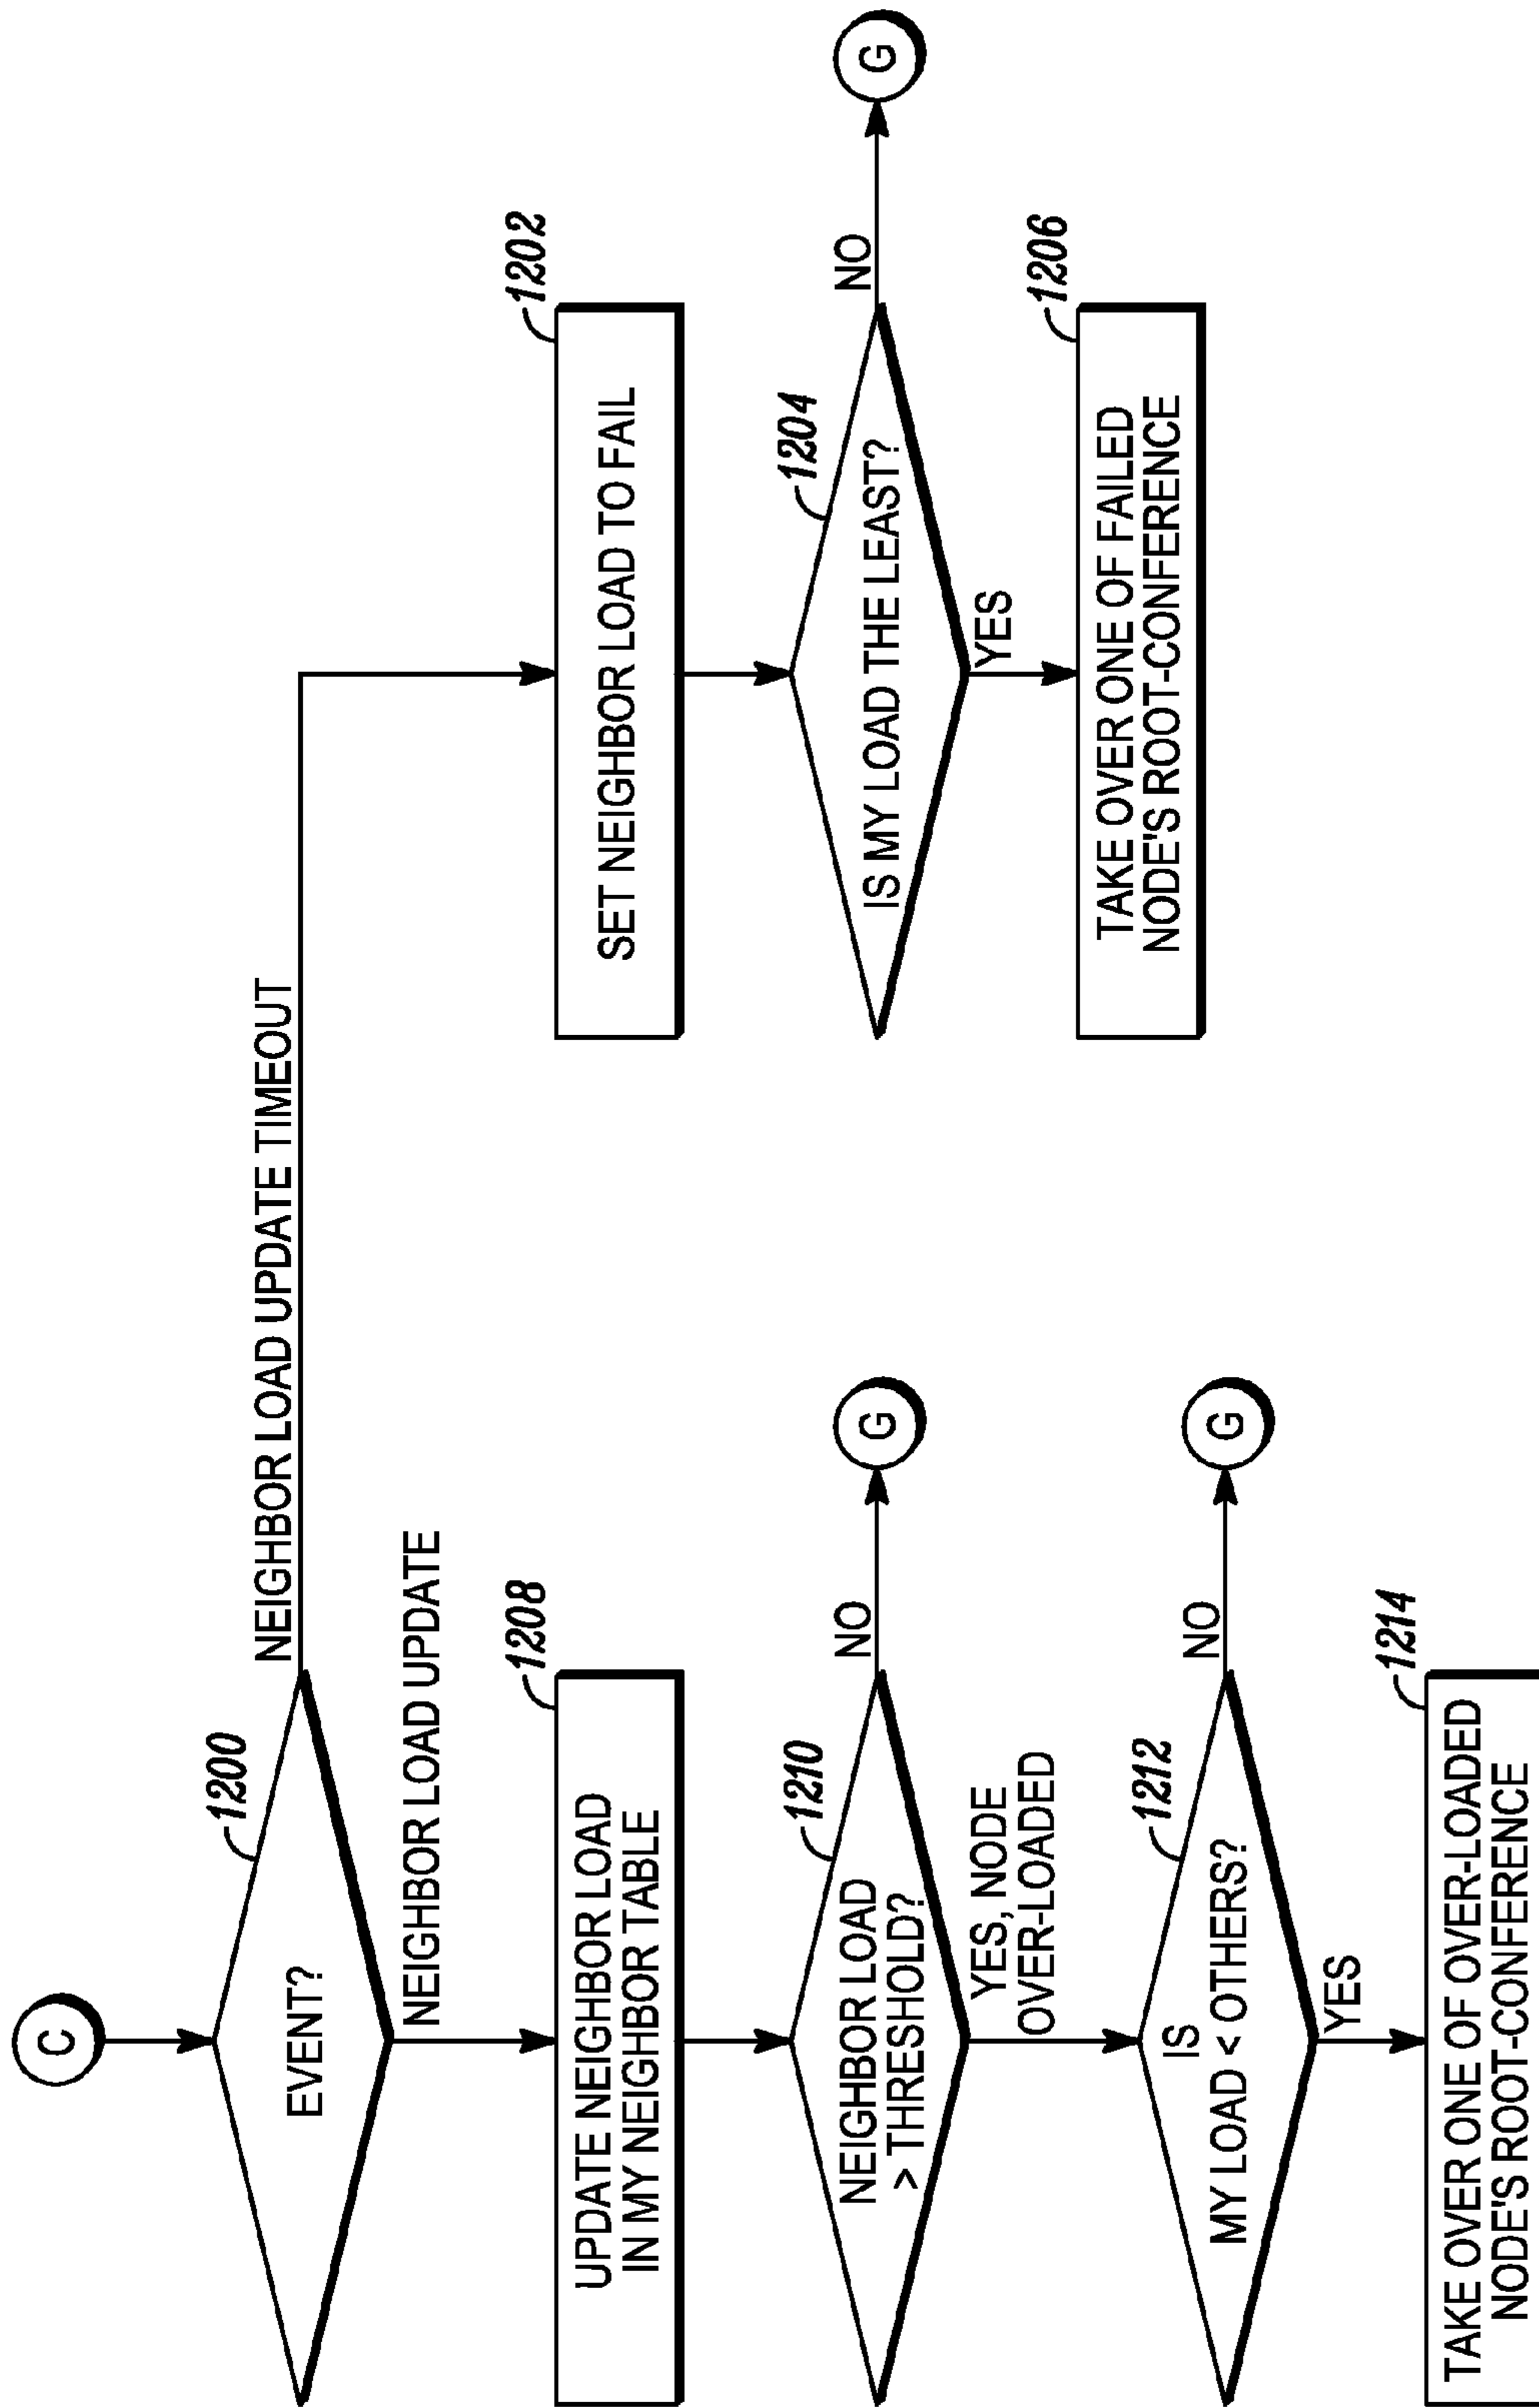 C
1200
EVENT?
NEIGHBOR LOAD UPDATE TIMEOUT
NEIGHBOR LOAD UPDATE
1208
UPDATE NEIGHBOR LOAD
IN MY NEIGHBOR TABLE
1210
NEIGHBOR LOAD
> THRESHOLD?
NO
G
YES, NODE
OVER-LOADED
1212
IS
MY LOAD < OTHERS?
NO
G
YES
1214
TAKE OVER ONE OF OVER-LOADED
NODE'S ROOT-CONFERENCE
1202
SET NEIGHBOR LOAD TO FAIL
1204
IS MY LOAD THE LEAST?
NO
G
YES
1206
TAKE OVER ONE OF FAILED
NODE'S ROOT-CONFERENCE